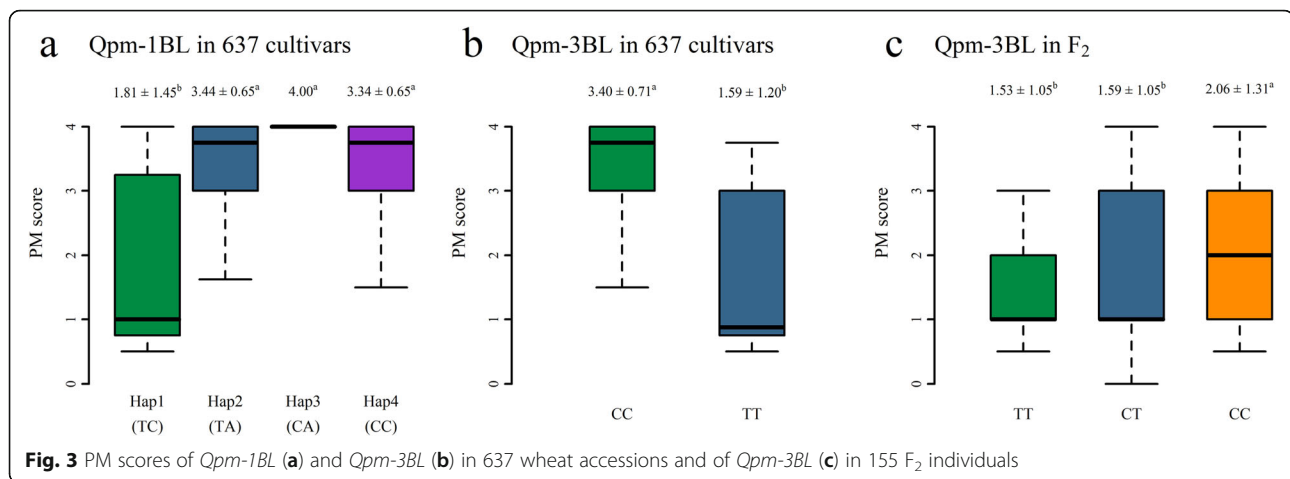 a Qpm-1BL in 637 cultivars
1.81 ± 1.45b 3.44 ± 0.65a 4.00a 3.34 ± 0.65a
PM score
4
3
2
1
0
Hap1 Hap2 Hap3 Hap4
(TC) (TA) (CA) (CC)
b Qpm-3BL in 637 cultivars
3.40 ± 0.71a 1.59 ± 1.20b
PM score
4
3
2
1
0
CC TT
c Qpm-3BL in F2
1.53 ± 1.05b 1.59 ± 1.05b 2.06 ± 1.31a
PM score
4
3
2
1
0
TT CT CC
Fig. 3 PM scores of Qpm-1BL (a) and Qpm-3BL (b) in 637 wheat accessions and of Qpm-3BL (c) in 155 F2 individuals